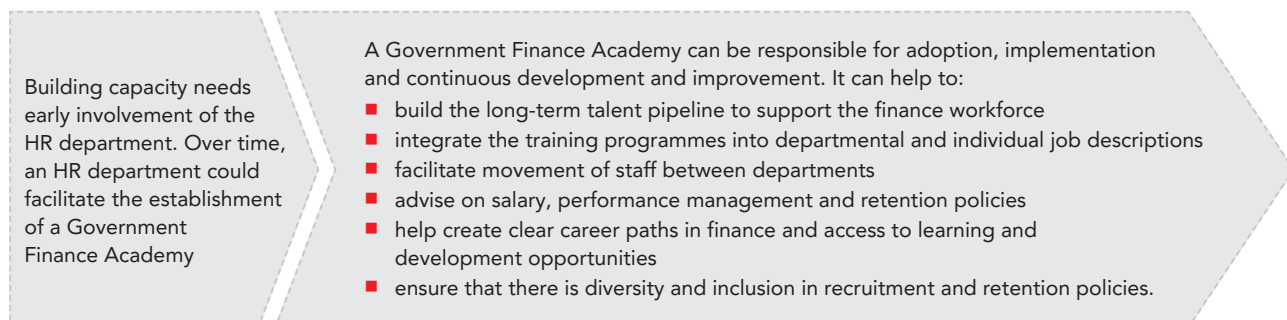 Building capacity needs
early involvement of the
HR department. Over time,
an HR department could
facilitate the establishment
of a Government
Finance Academy
A Government Finance Academy can be responsible for adoption, implementation
and continuous development and improvement. It can help to:
■ build the long-term talent pipeline to support the finance workforce
■ integrate the training programmes into departmental and individual job descriptions
■ facilitate movement of staff between departments
■ advise on salary, performance management and retention policies
■ help create clear career paths in finance and access to learning and
development opportunities
■ ensure that there is diversity and inclusion in recruitment and retention policies.